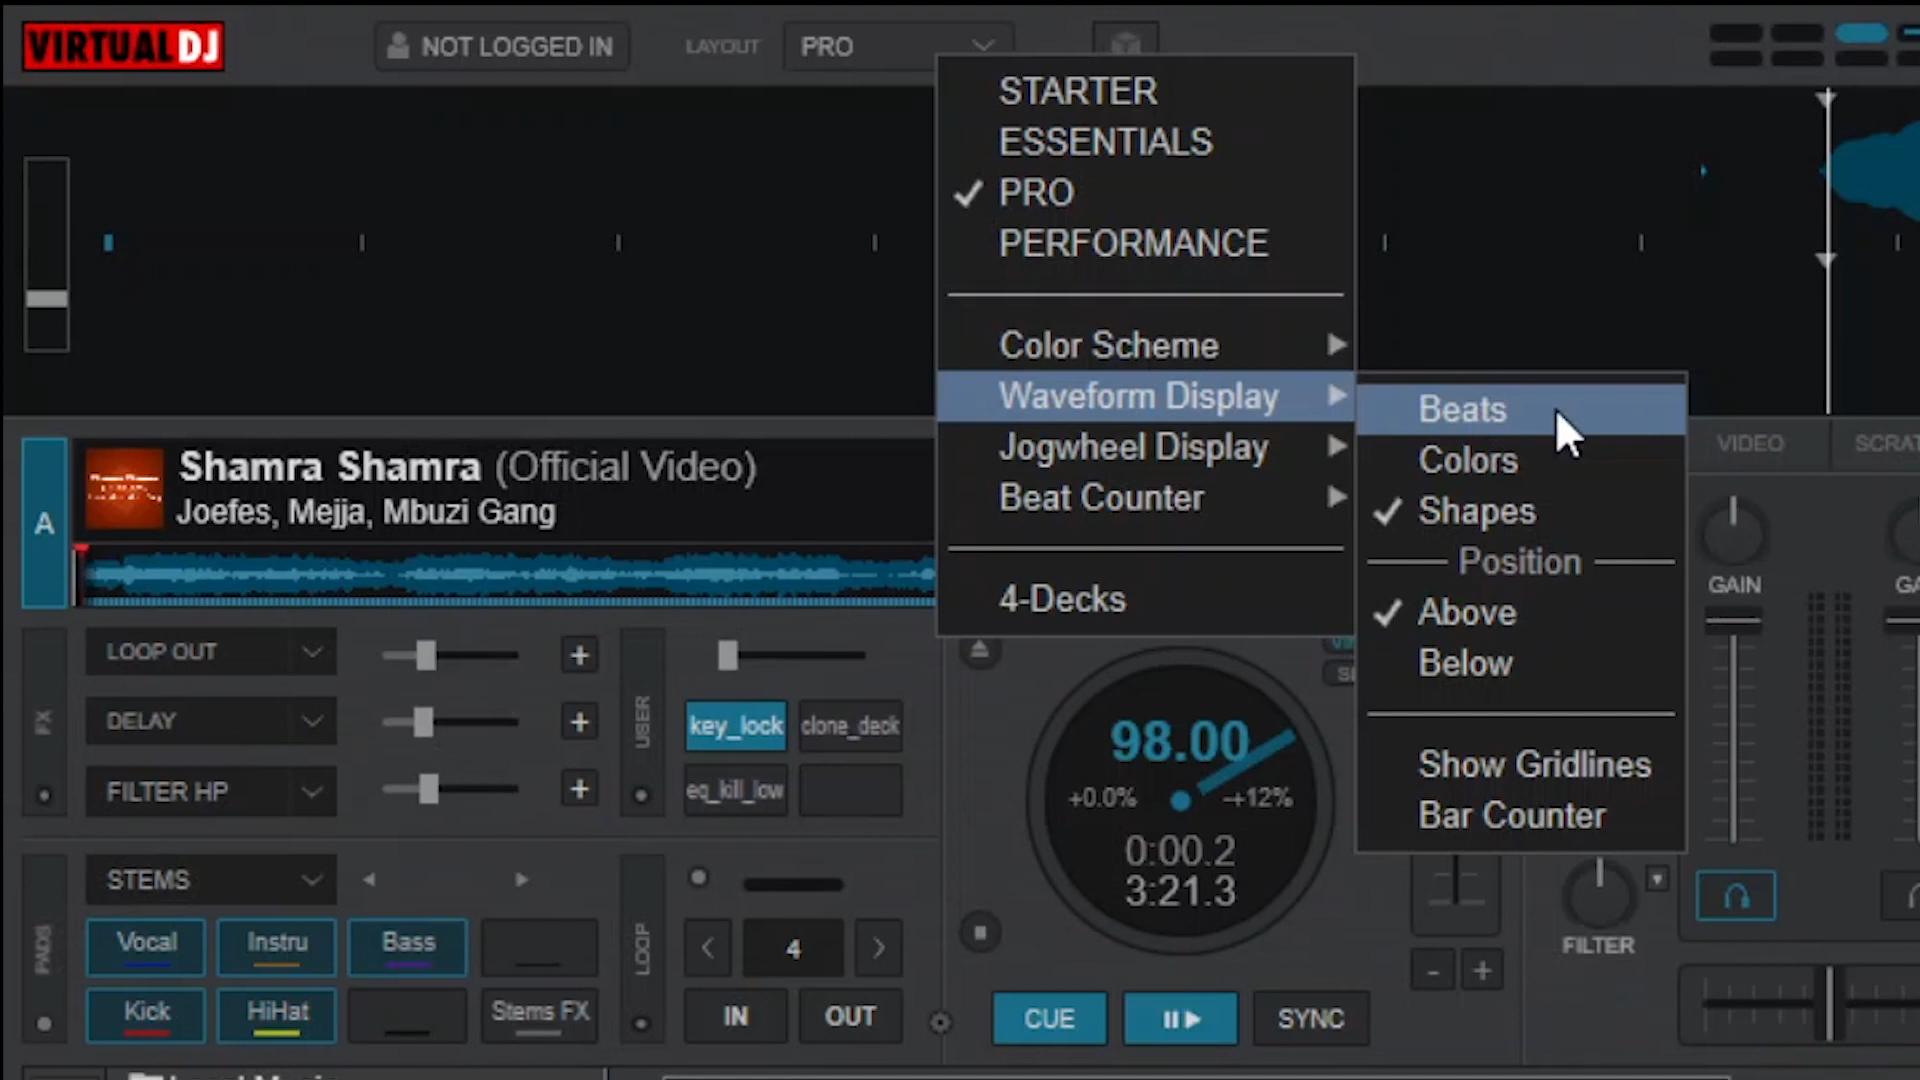 VIRTUAL DJ
NOT LOGGED IN
LAYOUT
PRO
STARTER
ESSENTIALS
PRO
PERFORMANCE
Color Scheme
Waveform Display
Jogwheel Display
Beat Counter
4-Decks
Beats
Colors
Shapes
Position
Above
Below
Show Gridlines
Bar Counter
VIDEO
SCRAT
A
Shamra Shamra (Official Video)
Joefes, Mejja, Mbuzi Gang
GAIN
GA
FX
LOOP OUT
+
DELAY
+
FILTER HP
+
USER
key_lock
clone_deck
eq_kill_low
98.00
+0.0%
-+12%
0:00.2
3:21.3
PADS
STEMS
Vocal
Instru
Bass
Kick
HiHat
Stems FX
LOOP
4
IN
OUT
CUE
SYNC
-
+
FILTER